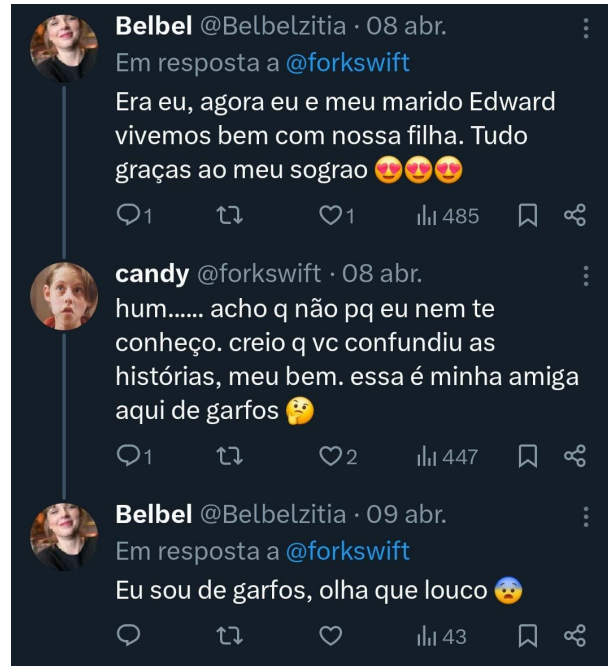 Belbel @Belbelzitia · 08 abr.
Em resposta a @forkswift
Era eu, agora eu e meu marido Edward
vivemos bem com nossa filha. Tudo
graças ao meu sograo 😍😍😍
1 1 485
candy @forkswift · 08 abr.
hum...... acho q não pq eu nem te
conheço. creio q vc confundiu as
histórias, meu bem. essa é minha amiga
aqui de garfos 🤔
1 2 447
Belbel @Belbelzitia · 09 abr.
Em resposta a @forkswift
Eu sou de garfos, olha que louco 😨
43